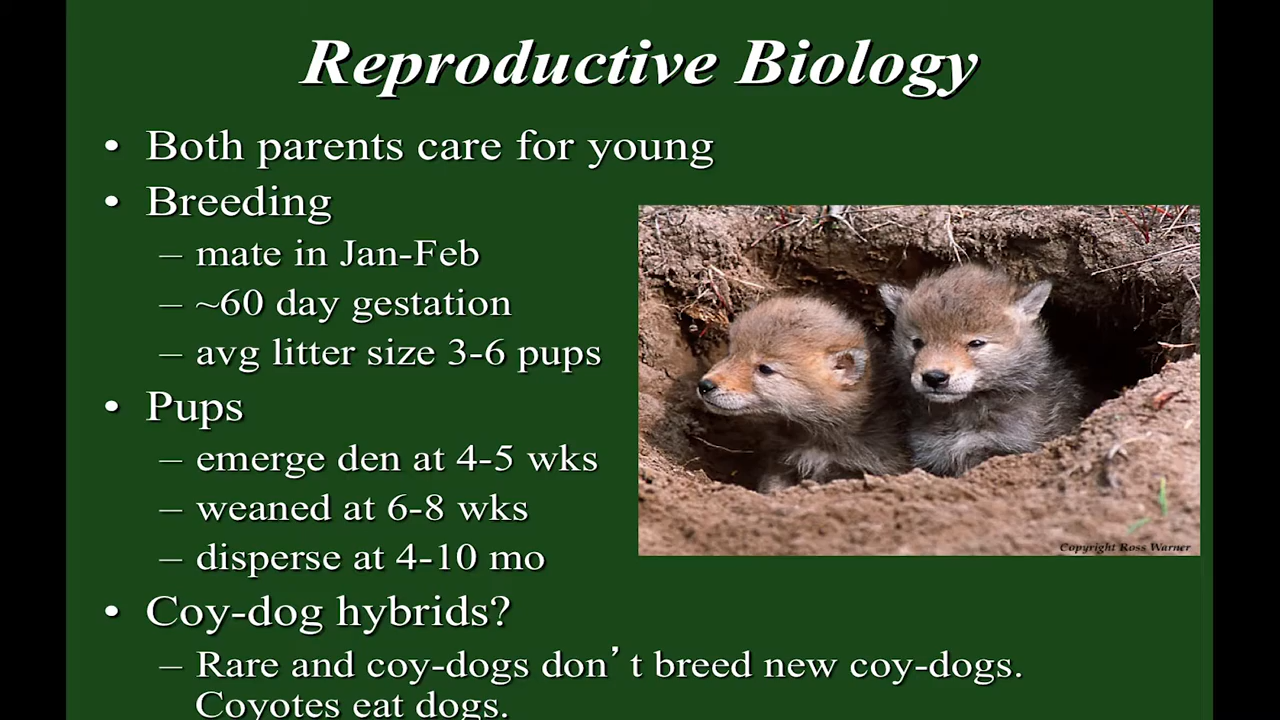 Reproductive Biology
• Both parents care for young
• Breeding
– mate in Jan-Feb
– ~60 day gestation
– avg litter size 3-6 pups
• Pups
– emerge den at 4-5 wks
– weaned at 6-8 wks
– disperse at 4-10 mo
• Coy-dog hybrids?
– Rare and coy-dogs don’t breed new coy-dogs.
Coyotes eat dogs.
Copyright Ross Warner